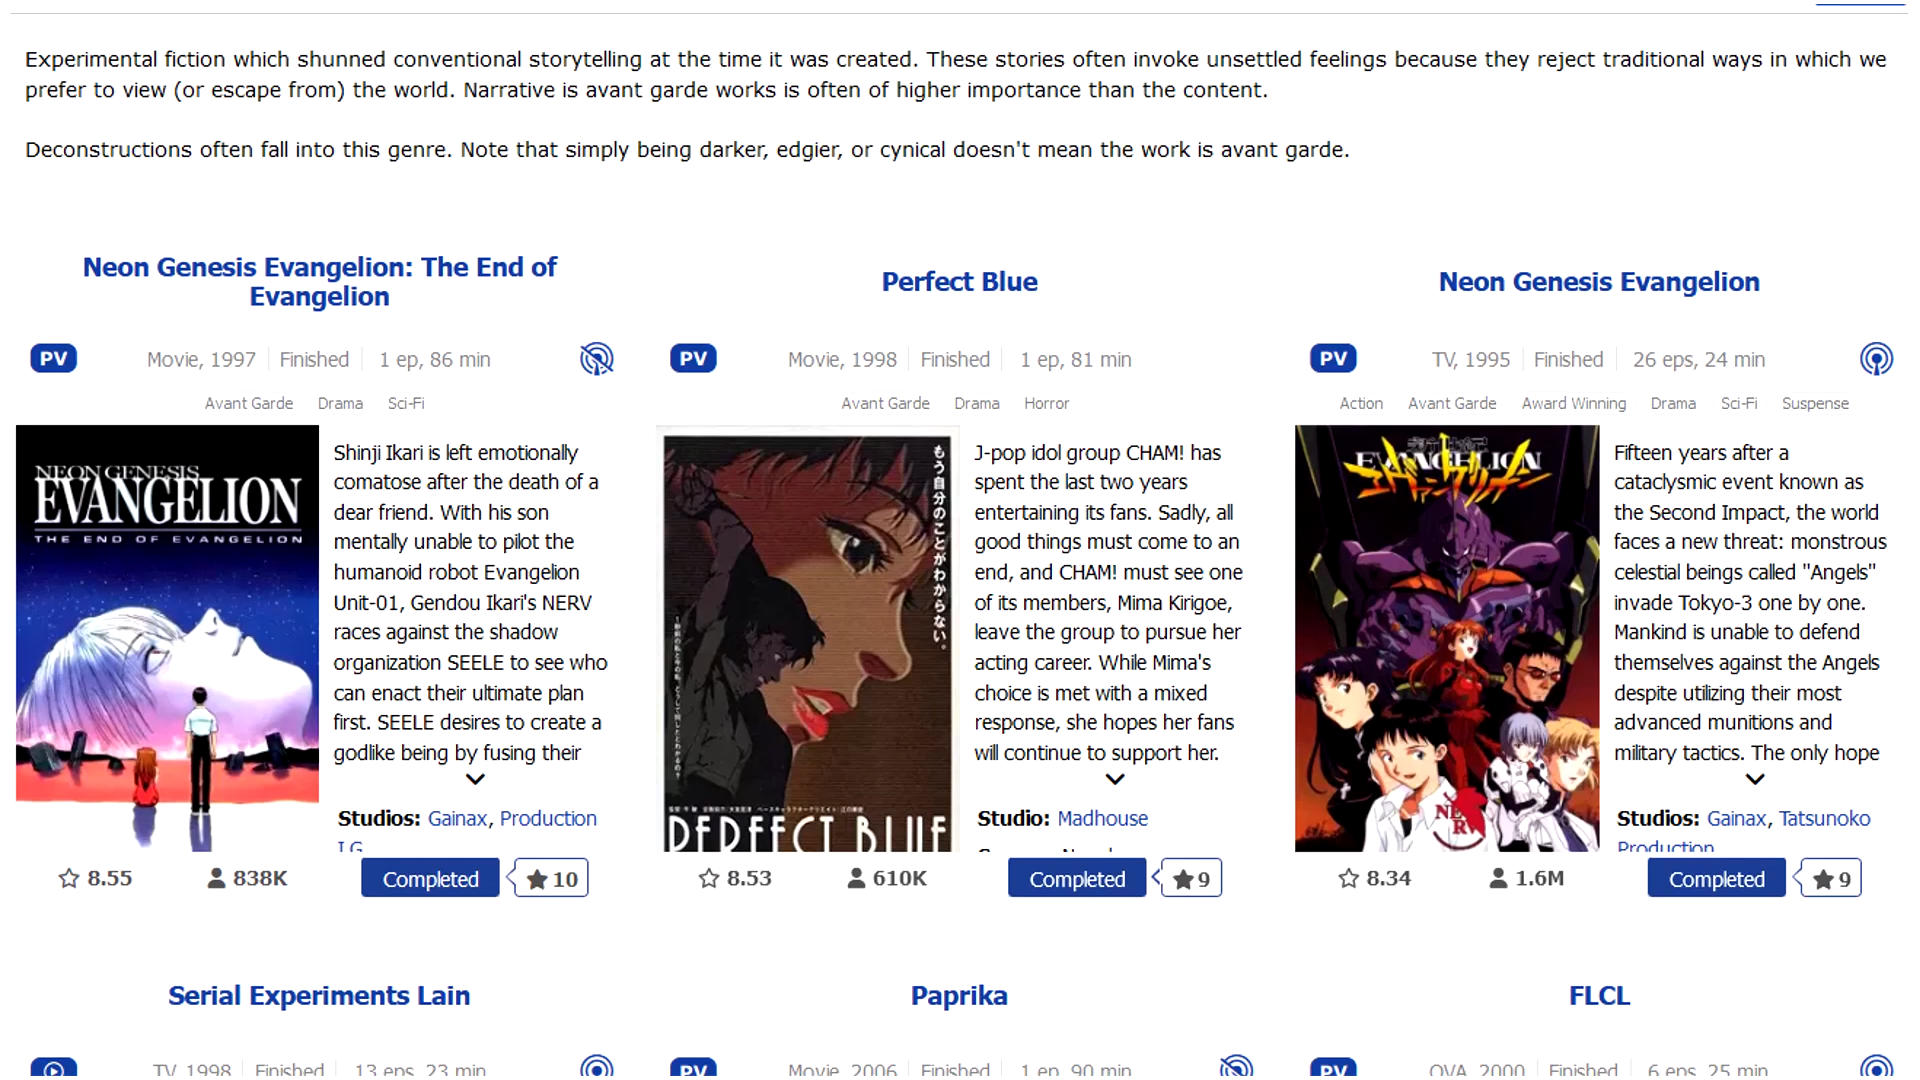 Experimental fiction which shunned conventional storytelling at the time it was created. These stories often invoke unsettled feelings because they reject traditional ways in which we
prefer to view (or escape from) the world. Narrative is avant garde works is often of higher importance than the content.
Deconstructions often fall into this genre. Note that simply being darker, edgier, or cynical doesn't mean the work is avant garde.
Neon Genesis Evangelion: The End of
Evangelion
PV
Movie, 1997 Finished 1 ep, 86 min
Avant Garde Drama Sci-Fi
NEON GENESIS
EVANGELION
THE END OF EVANGELION
Shinji Ikari is left emotionally
comatose after the death of a
dear friend. With his son
mentally unable to pilot the
humanoid robot Evangelion
Unit-01, Gendou Ikari's NERV
races against the shadow
organization SEELE to see who
can enact their ultimate plan
first. SEELE desires to create a
godlike being by fusing their
Studios: Gainax, Production
I.G
8.55 838K Completed 10
Perfect Blue
PV
Movie, 1998 Finished 1 ep, 81 min
Avant Garde Drama Horror
もう自分のことがわからない。
PERFECT BLUE
J-pop idol group CHAM! has
spent the last two years
entertaining its fans. Sadly, all
good things must come to an
end, and CHAM! must see one
of its members, Mima Kirigoe,
leave the group to pursue her
acting career. While Mima's
choice is met with a mixed
response, she hopes her fans
will continue to support her.
Studio: Madhouse
8.53 610K Completed 9
Neon Genesis Evangelion
PV
TV, 1995 Finished 26 eps, 24 min
Action Avant Garde Award Winning Drama Sci-Fi Suspense
EVANGELION
NERV
Fifteen years after a
cataclysmic event known as
the Second Impact, the world
faces a new threat: monstrous
celestial beings called "Angels"
invade Tokyo-3 one by one.
Mankind is unable to defend
themselves against the Angels
despite utilizing their most
advanced munitions and
military tactics. The only hope
Studios: Gainax, Tatsunoko
Production
8.34 1.6M Completed 9
Serial Experiments Lain
TV, 1998 Finished 13 eps, 23 min
Paprika
PV
Movie, 2006 Finished 1 ep, 90 min
FLCL
PV
OVA, 2000 Finished 6 eps, 25 min